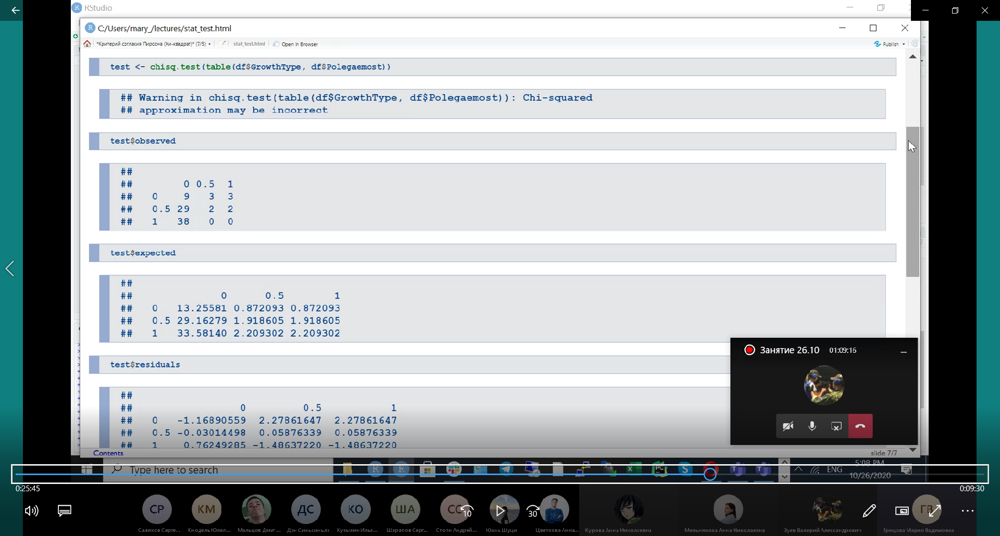 RStudio
C:/Users/mary_/lectures/stat_test.html
*Критерий согласия Пирсона (Хи-квадрат)* (7/5) stat_test.html Open in Browser Publish
test <- chisq.test(table(df$GrowthType, df$Polegaemost))
## Warning in chisq.test(table(df$GrowthType, df$Polegaemost)): Chi-squared
## approximation may be incorrect
test$observed
##
## 0 0.5 1
## 0 9 3 3
## 0.5 29 2 2
## 1 38 0 0
test$expected
##
## 0 0.5 1
## 0 13.25581 0.872093 0.872093
## 0.5 29.16279 1.918605 1.918605
## 1 33.58140 2.209302 2.209302
test$residuals
##
## 0 0.5 1
## 0 -1.16890559 2.27861647 2.27861647
## 0.5 -0.03014498 0.05876339 0.05876339
## 1 0.76249285 -1.48637220 -1.48637220
Занятие 26.10 01:09:16
Contents slide 7/7
Type here to search
ENG
5:08 PM
10/26/2020
0:25:45 0:09:30
СР КМ ДС КО ША СС ГВ
10 30
Салихов Серге... Кнодель Юлия... Мальцов Дмит... Дэн Синьсиньлэ Кузьмин Илья... Шарапов Серг... Стоян Андрей... Юань Шуци Цветкова Анна... Курова Анна Николаевна Мельникова Анна Николаевна Зуев Валерий Александрович Грецова Мария Вадимовна